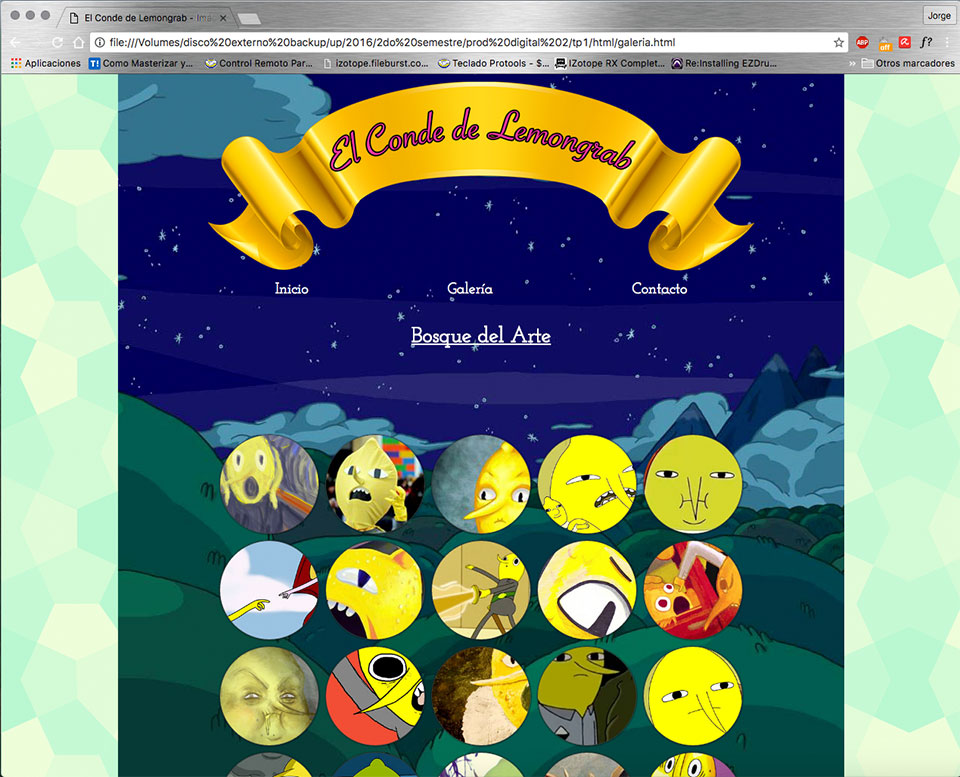 El Conde de Lemongrab - Imá
Jorge
file:///Volumes/disco%20externo%20backup/up/2016/2do%20semestre/prod%20digital%202/tp1/html/galeria.html
ABP
off
f?
Aplicaciones T! Como Masterizar y... Control Remoto Par... izotope.fileburst.co... Teclado Protools - $... IZotope RX Complet... Re:Installing EZDru... » Otros marcadores
El Conde de Lemongrab
Inicio Galería Contacto
Bosque del Arte